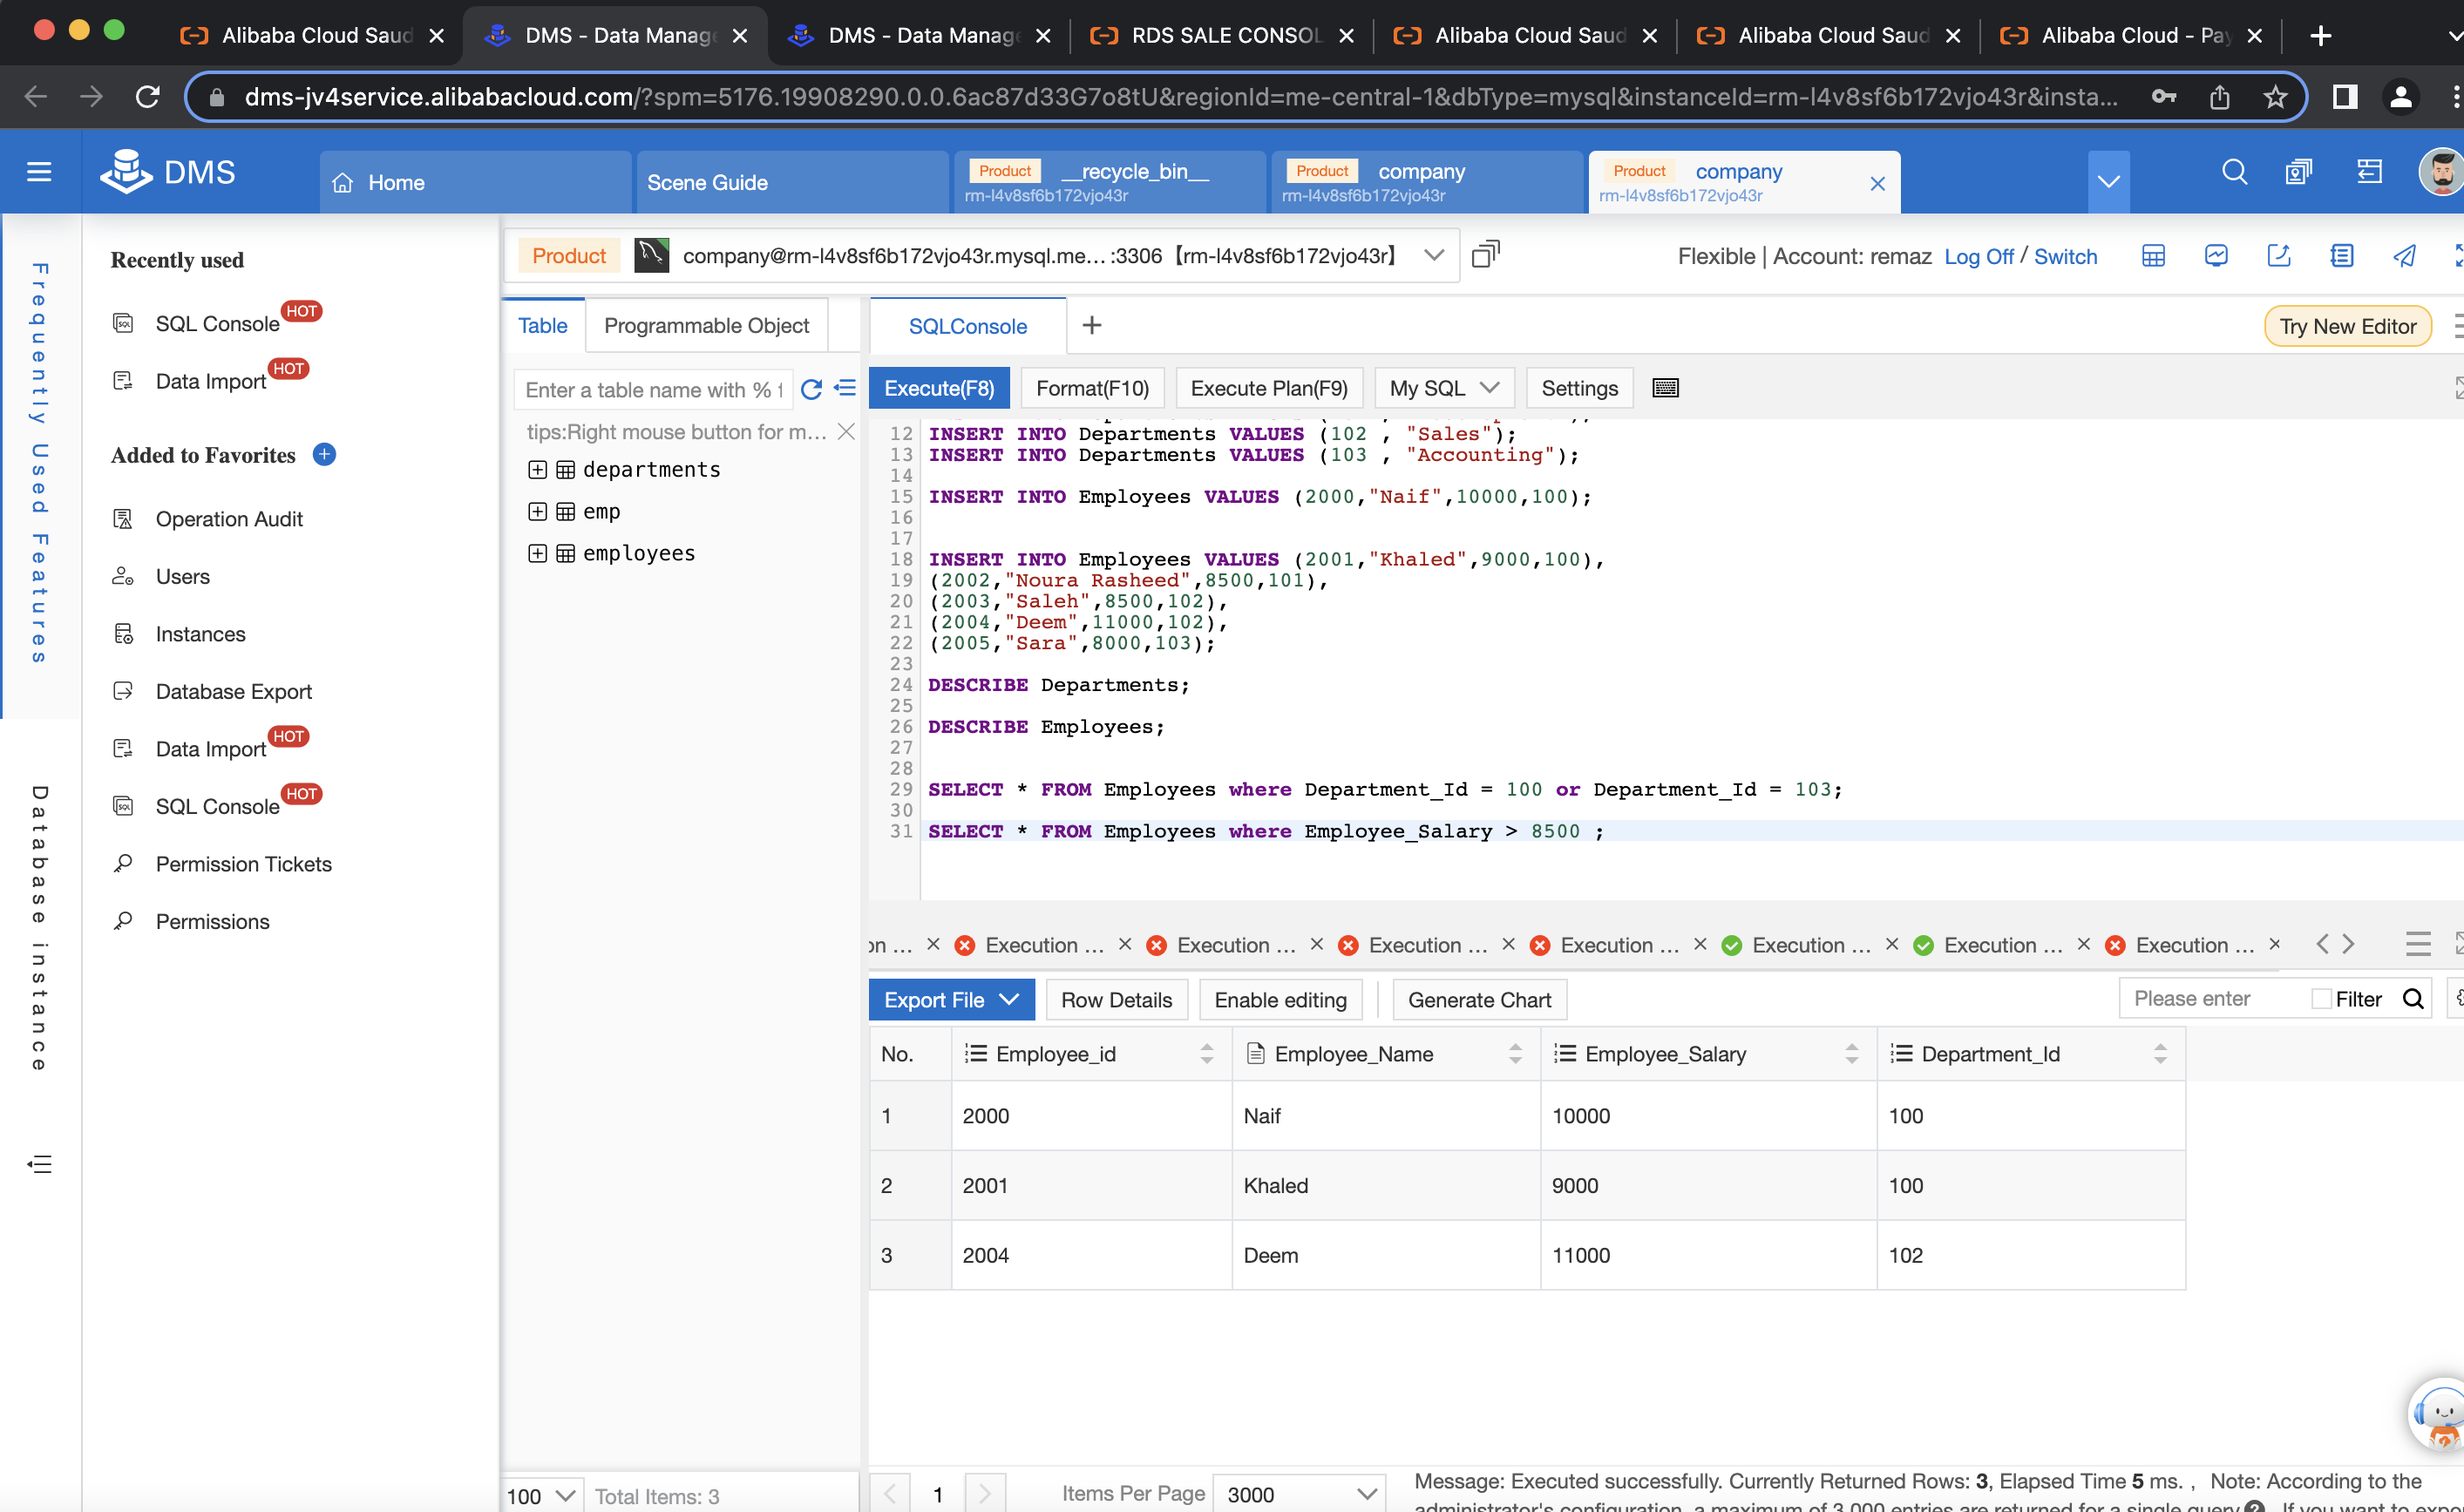 Alibaba Cloud Saud
DMS - Data Manage
DMS - Data Manage
RDS SALE CONSOL
Alibaba Cloud Saud
Alibaba Cloud Saud
Alibaba Cloud - Pay
dms-jv4service.alibabacloud.com/?spm=5176.19908290.0.0.6ac87d33G7o8tU&regionId=me-central-1&dbType=mysql&instanceId=rm-l4v8sf6b172vjo43r&insta...
DMS
Home
Scene Guide
Product __recycle_bin__
rm-l4v8sf6b172vjo43r
Product company
rm-l4v8sf6b172vjo43r
Product company
rm-l4v8sf6b172vjo43r
Frequently Used Features
Database instance
Recently used
SQL Console HOT
Data Import HOT
Added to Favorites
Operation Audit
Users
Instances
Database Export
Data Import HOT
SQL Console HOT
Permission Tickets
Permissions
Product company@rm-l4v8sf6b172vjo43r.mysql.me... :3306【rm-l4v8sf6b172vjo43r】
Flexible | Account: remaz Log Off / Switch
Table
Programmable Object
Enter a table name with % f
tips:Right mouse button for m...
departments
emp
employees
100 Total Items: 3
SQLConsole
Try New Editor
Execute(F8)
Format(F10)
Execute Plan(F9)
My SQL
Settings
12 INSERT INTO Departments VALUES (102 , "Sales");
13 INSERT INTO Departments VALUES (103 , "Accounting");
14
15 INSERT INTO Employees VALUES (2000,"Naif",10000,100);
16
17
18 INSERT INTO Employees VALUES (2001,"Khaled",9000,100),
19 (2002,"Noura Rasheed",8500,101),
20 (2003,"Saleh",8500,102),
21 (2004,"Deem",11000,102),
22 (2005,"Sara",8000,103);
23
24 DESCRIBE Departments;
25
26 DESCRIBE Employees;
27
28
29 SELECT * FROM Employees where Department_Id = 100 or Department_Id = 103;
30
31 SELECT * FROM Employees where Employee_Salary > 8500 ;
on ...
Execution ...
Execution ...
Execution ...
Execution ...
Execution ...
Execution ...
Execution ...
Export File
Row Details
Enable editing
Generate Chart
Please enter
Filter
No. Employee_id Employee_Name Employee_Salary Department_Id
1 2000 Naif 10000 100
2 2001 Khaled 9000 100
3 2004 Deem 11000 102
1
Items Per Page 3000
Message: Executed successfully. Currently Returned Rows: 3, Elapsed Time 5 ms. , Note: According to the
administrator's configuration, a maximum of 3,000 entries are returned for a single query. If you want to